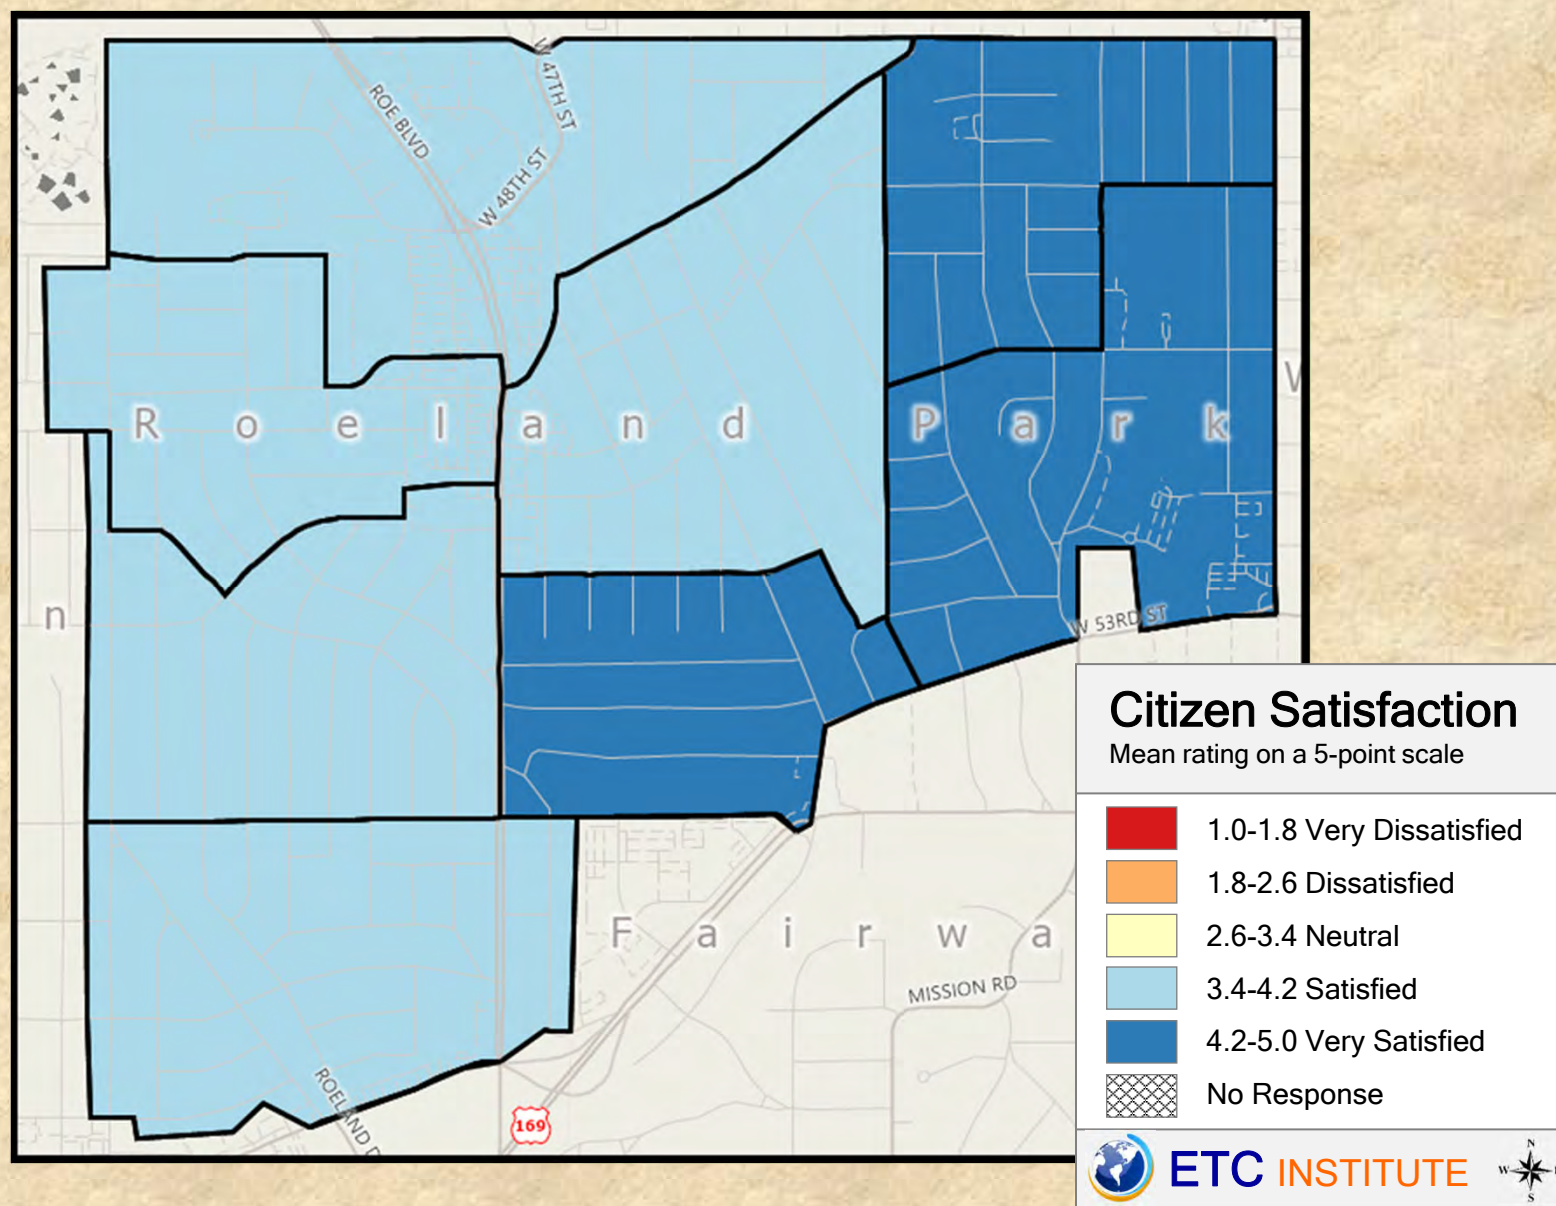 W 47TH ST
ROE BLVD
W 48TH ST
W
Roeland Park
n
W 53RD ST
Fairwa
MISSION RD
ROELAND D
169
Citizen Satisfaction
Mean rating on a 5-point scale
1.0-1.8 Very Dissatisfied
1.8-2.6 Dissatisfied
2.6-3.4 Neutral
3.4-4.2 Satisfied
4.2-5.0 Very Satisfied
No Response
ETC INSTITUTE
N
W
S